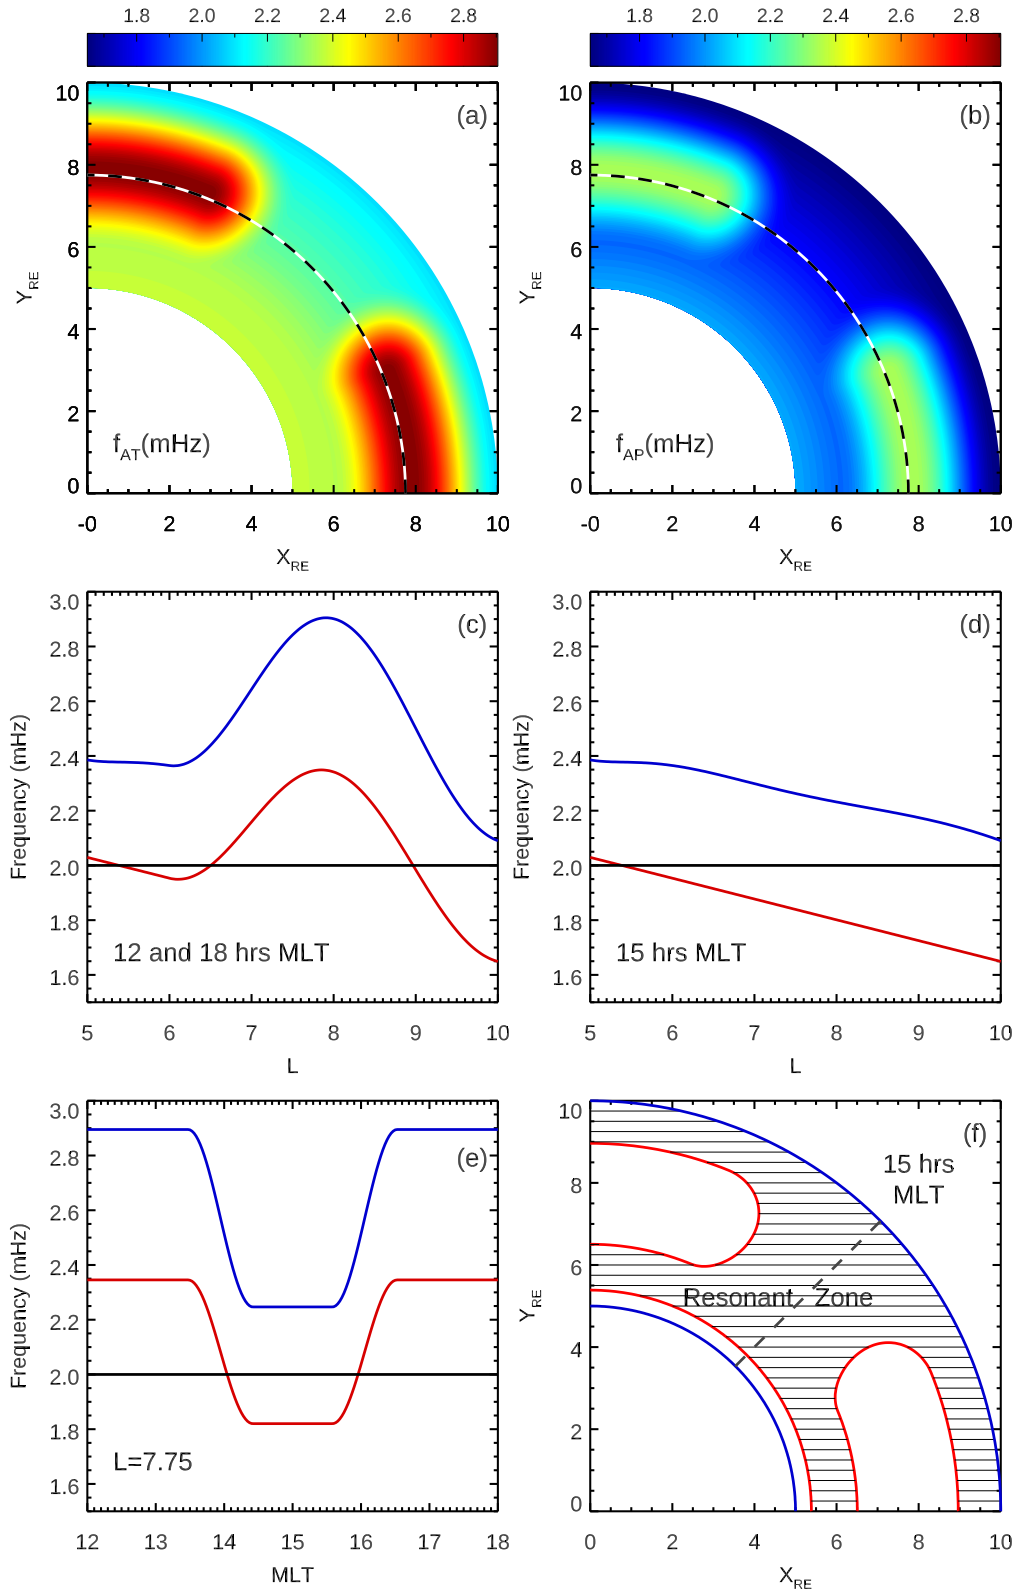 1.8 2.0 2.2 2.4 2.6 2.8
1.8 2.0 2.2 2.4 2.6 2.8
(a)
10
8
6
4
2
0
Y_RE
f_AT(mHz)
-0 2 4 6 8 10
X_RE
(b)
10
8
6
4
2
0
Y_RE
f_AP(mHz)
-0 2 4 6 8 10
X_RE
(c)
3.0
2.8
2.6
2.4
2.2
2.0
1.8
1.6
Frequency (mHz)
12 and 18 hrs MLT
5 6 7 8 9 10
L
(d)
3.0
2.8
2.6
2.4
2.2
2.0
1.8
1.6
Frequency (mHz)
15 hrs MLT
5 6 7 8 9 10
L
(e)
3.0
2.8
2.6
2.4
2.2
2.0
1.8
1.6
Frequency (mHz)
L=7.75
12 13 14 15 16 17 18
MLT
(f)
15 hrs
MLT
10
8
6
4
2
0
Y_RE
Resonant Zone
0 2 4 6 8 10
X_RE